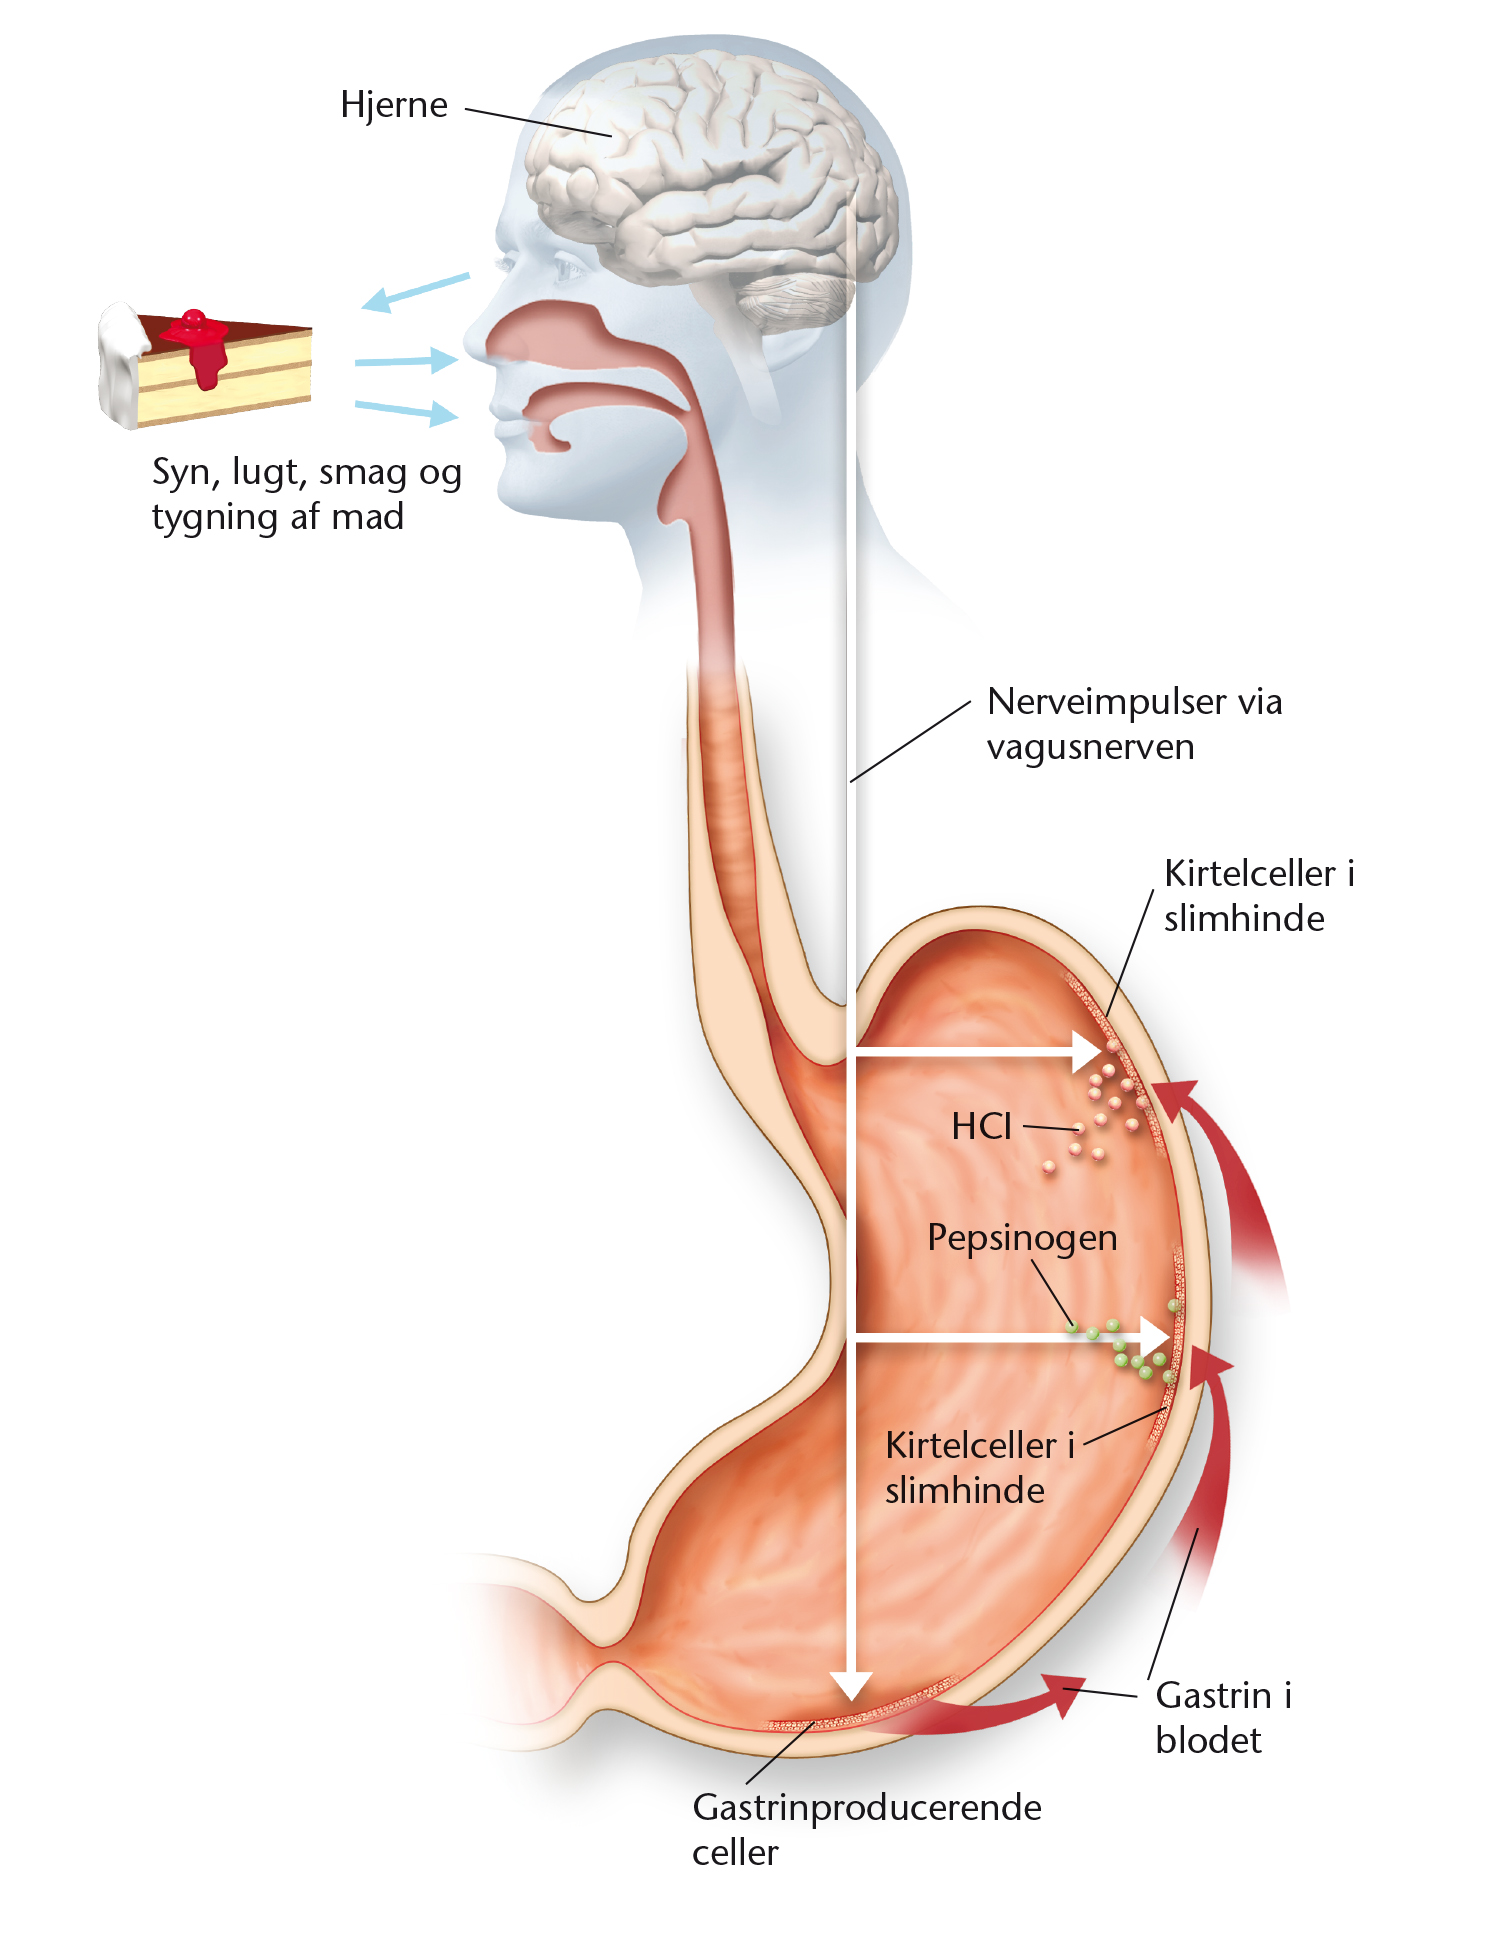 Hjerne
Syn, lugt, smag og
tygning af mad
Nerveimpulser via
vagusnerven
Kirtelceller i
slimhinde
HCl
Pepsinogen
Kirtelceller i
slimhinde
Gastrin i
blodet
Gastrinproducerende
celler